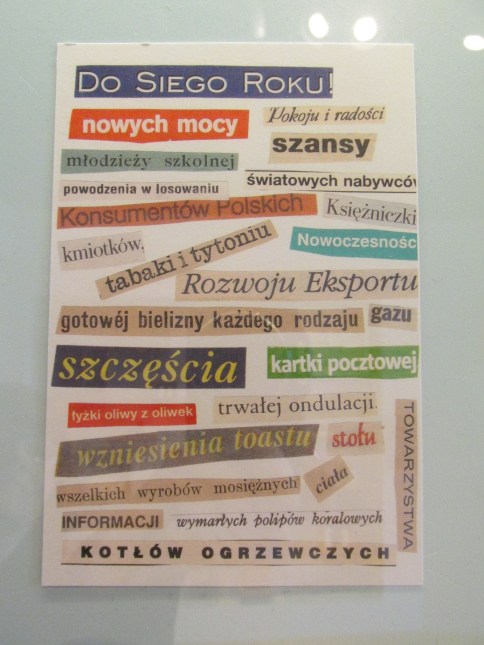 DO SIEGO ROKU!
nowych mocy
Pokoju i radości
szansy
młodzieży szkolnej
powodzenia w losowaniu
światowych nabywców
Konsumentów Polskich
Księżniczki
kmiotków,
tabaki i tytoniu
Nowoczesnośc
Rozwoju Eksportu
gotowéj bielizny każdego rodzaju
gazu
szczęścia
kartki pocztowej
łyżki oliwy z oliwek
trwałej ondulacji.
wzniesienia toastu
stołu
TOWARZYSTWA
wszelkich wyrobów mosiężnych
ciała
INFORMACJI
wymarłych polipów koralowych
KOTŁÓW OGRZEWCZYCH